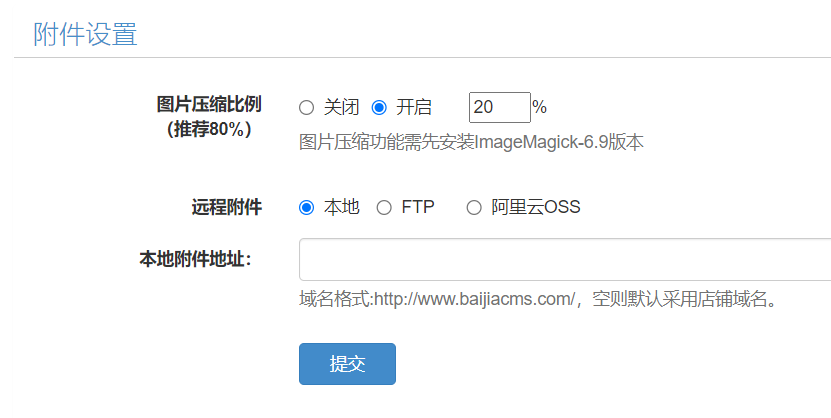 附件设置
图片压缩比例 关闭 开启 20 %
(推荐80%)
图片压缩功能需先安装ImageMagick-6.9版本
远程附件 本地 FTP 阿里云OSS
本地附件地址：
域名格式:http://www.baijiacms.com/，空则默认采用店铺域名。
提交